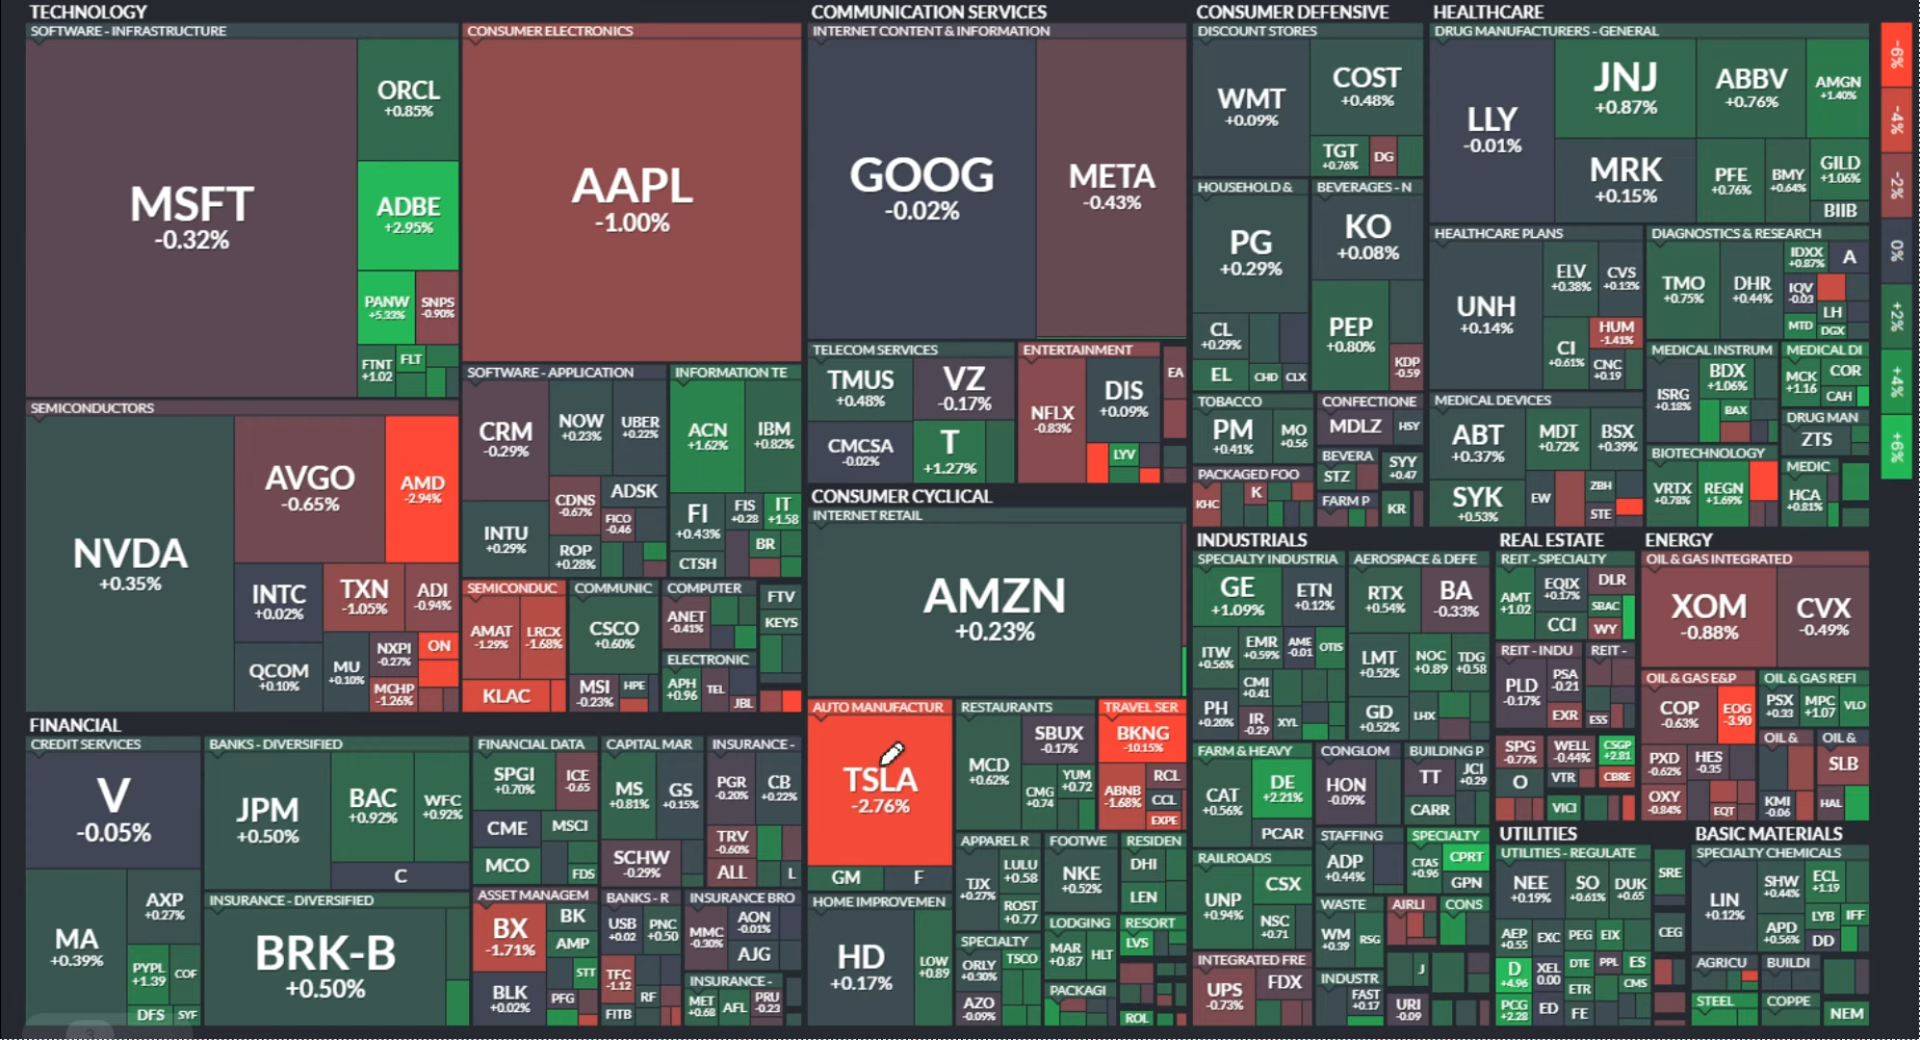 TECHNOLOGY
SOFTWARE - INFRASTRUCTURE
MSFT
-0.32%
ORCL
+0.85%
ADBE
+2.95%
PANW
+5.33%
SNPS
-0.90%
FTNT
+1.02
FLT
CONSUMER ELECTRONICS
AAPL
-1.00%
SEMICONDUCTORS
NVDA
+0.35%
AVGO
-0.65%
AMD
-2.94%
INTC
+0.02%
TXN
-1.05%
ADI
-0.94%
QCOM
+0.10%
MU
+0.10%
NXPI
-0.27%
ON
MCHP
-1.26%
SOFTWARE - APPLICATION
CRM
-0.29%
NOW
+0.23%
UBER
+0.22%
CDNS
-0.67%
ADSK
FICO
-0.46
INTU
+0.29%
ROP
+0.28%
INFORMATION TE
ACN
+1.62%
IBM
+0.82%
FI
+0.43%
FIS
+0.28
IT
+1.58
BR
CTSH
SEMICONDUC
AMAT
-1.29%
LRCX
-1.68%
KLAC
COMMUNIC
CSCO
+0.60%
MSI
-0.23%
HPE
COMPUTER
ANET
-0.41%
FTV
KEYS
ELECTRONIC
APH
+0.96
TEL
JBL
COMMUNICATION SERVICES
INTERNET CONTENT & INFORMATION
GOOG
-0.02%
META
-0.43%
TELECOM SERVICES
TMUS
+0.48%
VZ
-0.17%
CMCSA
-0.02%
T
+1.27%
ENTERTAINMENT
NFLX
-0.83%
DIS
+0.09%
LYV
EA
CONSUMER CYCLICAL
INTERNET RETAIL
AMZN
+0.23%
AUTO MANUFACTUR
TSLA
-2.76%
GM
F
RESTAURANTS
MCD
+0.62%
SBUX
-0.17%
CMG
+0.74
YUM
+0.72
TRAVEL SER
BKNG
-10.15%
ABNB
-1.68%
RCL
CCL
EXPE
HOME IMPROVEMEN
HD
+0.17%
LOW
+0.89
APPAREL R
TJX
+0.27%
LULU
+0.58
ROST
+0.77
FOOTWE
NKE
+0.52%
RESIDEN
DHI
LEN
SPECIALTY
ORLY
+0.30%
TSCO
AZO
-0.09%
LODGING
MAR
+0.87
HLT
RESORT
LVS
PACKAGI
ROL
CONSUMER DEFENSIVE
DISCOUNT STORES
WMT
+0.09%
COST
+0.48%
TGT
+0.76%
DG
HOUSEHOLD &
PG
+0.29%
CL
+0.29%
EL
CHD
CLX
BEVERAGES - N
KO
+0.08%
PEP
+0.80%
KDP
-0.59
TOBACCO
PM
+0.41%
MO
+0.56
CONFECTIONE
MDLZ
HSY
PACKAGED FOO
KHC
K
BEVERA
STZ
SYY
+0.47
FARM P
KR
HEALTHCARE
DRUG MANUFACTURERS - GENERAL
LLY
-0.01%
JNJ
+0.87%
ABBV
+0.76%
AMGN
+1.40%
MRK
+0.15%
PFE
+0.76%
BMY
+0.64%
GILD
+1.06%
BIIB
HEALTHCARE PLANS
UNH
+0.14%
ELV
+0.38%
CVS
+0.13%
CI
+0.61%
HUM
-1.41%
CNC
+0.19
DIAGNOSTICS & RESEARCH
TMO
+0.75%
DHR
+0.44%
IDXX
+0.87%
A
IQV
-0.03
LH
MTD
DGX
MEDICAL INSTRUM
ISRG
+0.18%
BDX
+1.06%
BAX
MEDICAL DI
MCK
+1.16
COR
CAH
MEDICAL DEVICES
ABT
+0.37%
MDT
+0.72%
BSX
+0.39%
SYK
+0.53%
EW
ZBH
STE
DRUG MAN
ZTS
BIOTECHNOLOGY
VRTX
+0.78%
REGN
+1.69%
MEDIC
HCA
+0.81%
INDUSTRIALS
SPECIALTY INDUSTRIA
GE
+1.09%
ETN
+0.12%
ITW
+0.56%
EMR
+0.59%
AME
-0.01
OTIS
CMI
+0.41
PH
+0.20%
IR
-0.29
XYL
AEROSPACE & DEFE
RTX
+0.54%
BA
-0.33%
LMT
+0.52%
NOC
+0.89
TDG
+0.58
GD
+0.52%
LHX
FARM & HEAVY
CAT
+0.56%
DE
+2.21%
PCAR
CONGLOM
HON
-0.09%
BUILDING P
TT
JCI
+0.29
CARR
STAFFING
ADP
+0.44%
SPECIALTY
CTAS
+0.96
CPRT
GPN
RAILROADS
UNP
+0.94%
CSX
NSC
+0.71
WASTE
WM
+0.39
RSG
AIRLI
CONS
INTEGRATED FRE
UPS
-0.73%
FDX
INDUSTR
FAST
+0.17
J
URI
-0.09
REAL ESTATE
REIT - SPECIALTY
AMT
+1.02
EQIX
+0.17%
DLR
CCI
SBAC
WY
REIT - INDU
PLD
-0.17%
PSA
-0.21
EXR
REIT -
ESS
SPG
-0.77%
WELL
-0.44%
CSGP
+2.81
O
VTR
CBRE
VICI
ENERGY
OIL & GAS INTEGRATED
XOM
-0.88%
CVX
-0.49%
OIL & GAS E&P
COP
-0.63%
EOG
-3.90
PXD
-0.62%
HES
-0.35
OXY
-0.84%
EQT
OIL & GAS REFI
PSX
+0.33
MPC
+1.07
VLO
OIL &
KMI
-0.06
OIL &
SLB
HAL
UTILITIES
UTILITIES - REGULATE
NEE
+0.19%
SO
+0.61%
DUK
+0.65
AEP
+0.55
EXC
PEG
EIX
D
+4.96
XEL
0.00
DTE
PPL
ES
ETR
CMS
PCG
+2.28
ED
FE
SRE
CEG
BASIC MATERIALS
SPECIALTY CHEMICALS
LIN
+0.12%
SHW
+0.44%
ECL
+1.19
APD
+0.56%
LYB
IFF
DD
AGRICU
BUILDI
STEEL
COPPE
NEM
FINANCIAL
CREDIT SERVICES
V
-0.05%
MA
+0.39%
AXP
+0.27%
PYPL
+1.39
COF
DFS
SYF
BANKS - DIVERSIFIED
JPM
+0.50%
BAC
+0.92%
WFC
+0.92%
C
INSURANCE - DIVERSIFIED
BRK-B
+0.50%
FINANCIAL DATA
SPGI
+0.70%
ICE
-0.65
CME
MSCI
MCO
FDS
CAPITAL MAR
MS
+0.81%
GS
+0.15%
SCHW
-0.29%
INSURANCE -
PGR
-0.20%
CB
+0.22%
TRV
-0.60%
ALL
L
ASSET MANAGEM
BX
-1.71%
BK
AMP
STT
BLK
+0.02%
PFG
BANKS - R
USB
+0.02
PNC
+0.50
TFC
-1.12
RF
FITB
INSURANCE BRO
MMC
-0.30%
AON
-0.01%
AJG
INSURANCE -
MET
+0.68
AFL
PRU
-0.23
-6%
-4%
-2%
0%
+2%
+4%
+6%
3